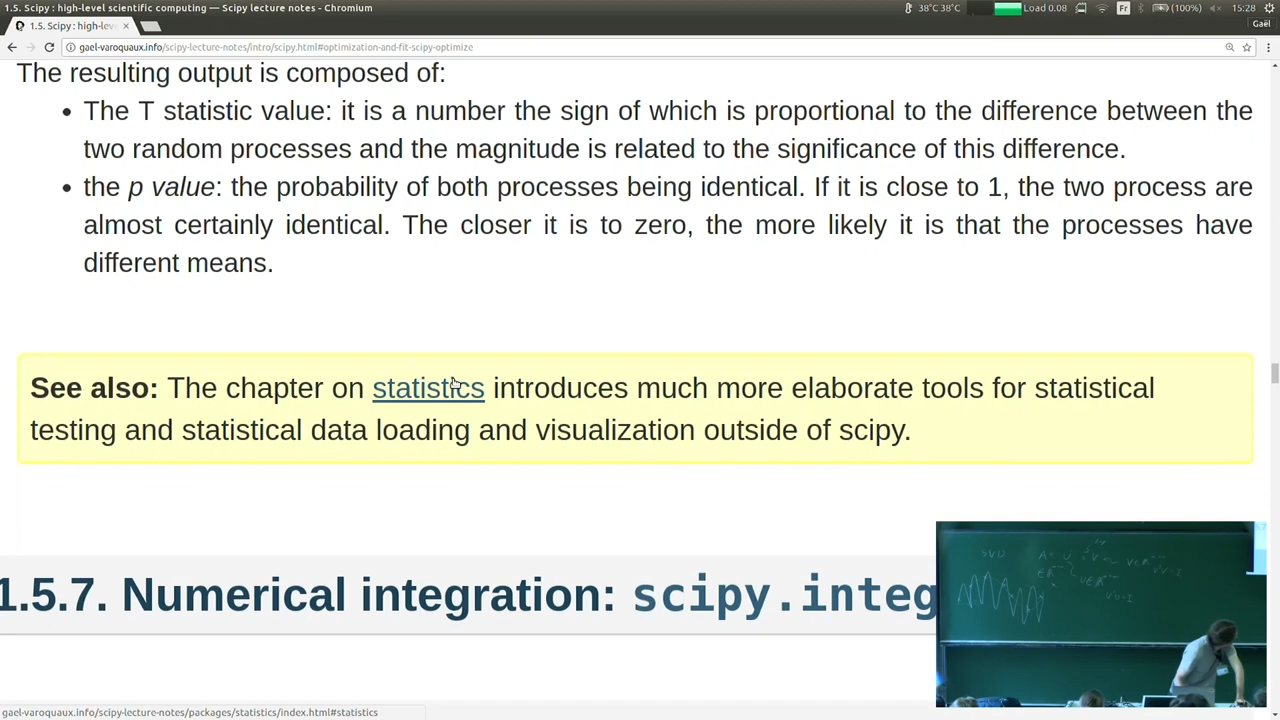 1.5. Scipy : high-level scientific computing — Scipy lecture notes - Chromium
38°C 38°C
Load 0.08
Fr
(100%)
15:28
1.5. Scipy : high-lev
Gaël
gael-varoquaux.info/scipy-lecture-notes/intro/scipy.html#optimization-and-fit-scipy-optimize
The resulting output is composed of:
• The T statistic value: it is a number the sign of which is proportional to the difference between the
two random processes and the magnitude is related to the significance of this difference.
• the p value: the probability of both processes being identical. If it is close to 1, the two process are
almost certainly identical. The closer it is to zero, the more likely it is that the processes have
different means.
See also: The chapter on statistics introduces much more elaborate tools for statistical
testing and statistical data loading and visualization outside of scipy.
1.5.7. Numerical integration: scipy.integ
SVD
gael-varoquaux.info/scipy-lecture-notes/packages/statistics/index.html#statistics